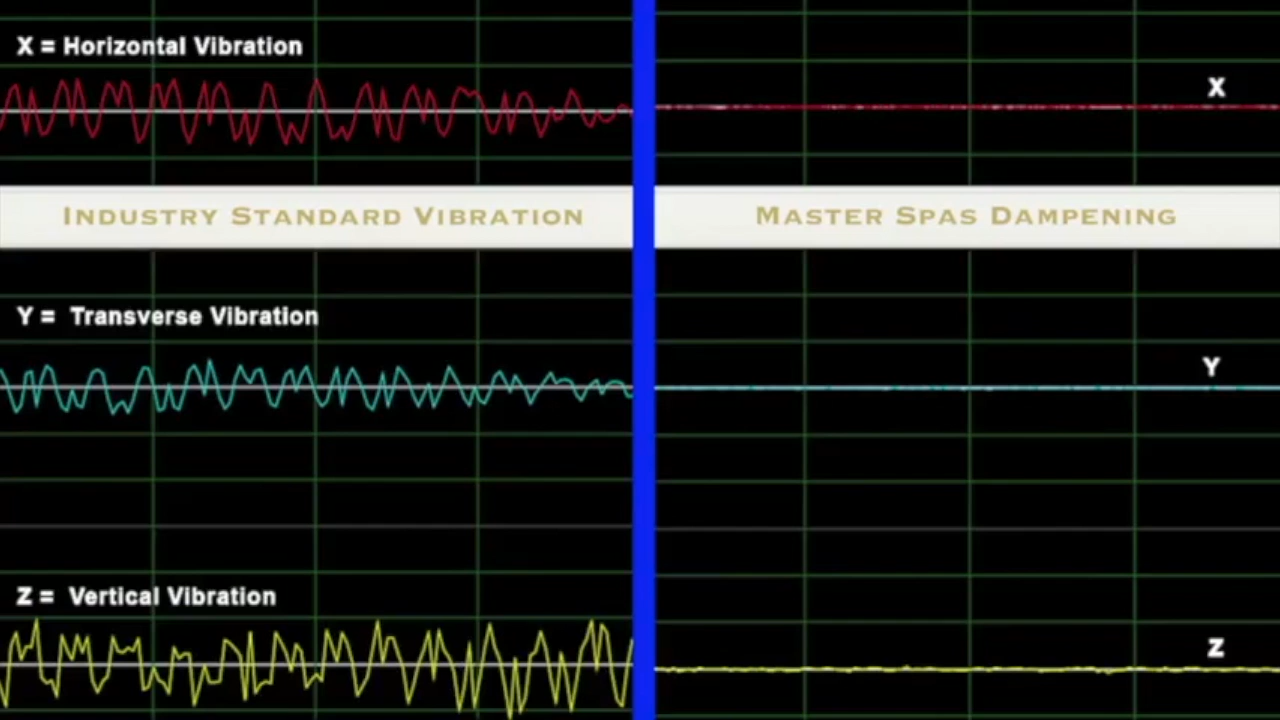 X = Horizontal Vibration
X
INDUSTRY STANDARD VIBRATION
MASTER SPAS DAMPENING
Y = Transverse Vibration
Y
Z = Vertical Vibration
Z